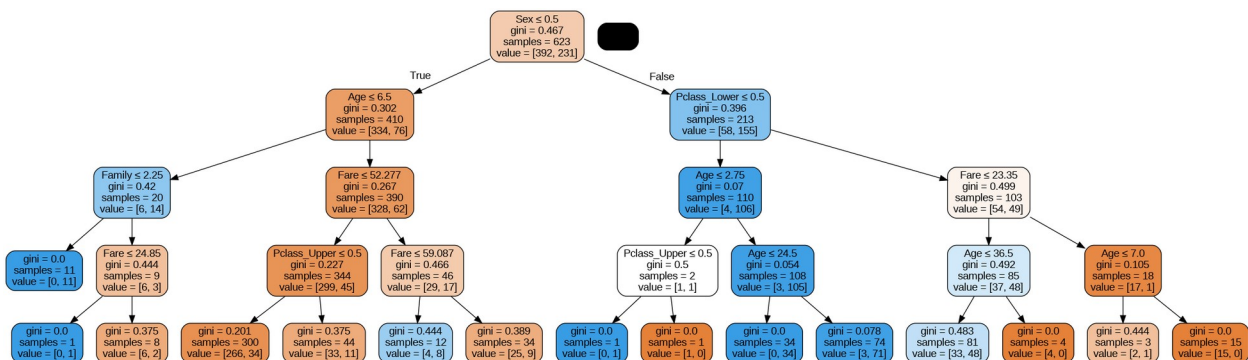 Sex ≤ 0.5
gini = 0.467
samples = 623
value = [392, 231]
True
False
Age ≤ 6.5
gini = 0.302
samples = 410
value = [334, 76]
Pclass_Lower ≤ 0.5
gini = 0.396
samples = 213
value = [58, 155]
Family ≤ 2.25
gini = 0.42
samples = 20
value = [6, 14]
Fare ≤ 52.277
gini = 0.267
samples = 390
value = [328, 62]
Age ≤ 2.75
gini = 0.07
samples = 110
value = [4, 106]
Fare ≤ 23.35
gini = 0.499
samples = 103
value = [54, 49]
gini = 0.0
samples = 11
value = [0, 11]
Fare ≤ 24.85
gini = 0.444
samples = 9
value = [6, 3]
Pclass_Upper ≤ 0.5
gini = 0.227
samples = 344
value = [299, 45]
Fare ≤ 59.087
gini = 0.466
samples = 46
value = [29, 17]
Pclass_Upper ≤ 0.5
gini = 0.5
samples = 2
value = [1, 1]
Age ≤ 24.5
gini = 0.054
samples = 108
value = [3, 105]
Age ≤ 36.5
gini = 0.492
samples = 85
value = [37, 48]
Age ≤ 7.0
gini = 0.105
samples = 18
value = [17, 1]
gini = 0.0
samples = 1
value = [0, 1]
gini = 0.375
samples = 8
value = [6, 2]
gini = 0.201
samples = 300
value = [266, 34]
gini = 0.375
samples = 44
value = [33, 11]
gini = 0.444
samples = 12
value = [4, 8]
gini = 0.389
samples = 34
value = [25, 9]
gini = 0.0
samples = 1
value = [0, 1]
gini = 0.0
samples = 1
value = [1, 0]
gini = 0.0
samples = 34
value = [0, 34]
gini = 0.078
samples = 74
value = [3, 71]
gini = 0.483
samples = 81
value = [33, 48]
gini = 0.0
samples = 4
value = [4, 0]
gini = 0.444
samples = 3
value = [2, 1]
gini = 0.0
samples = 15
value = [15, 0]